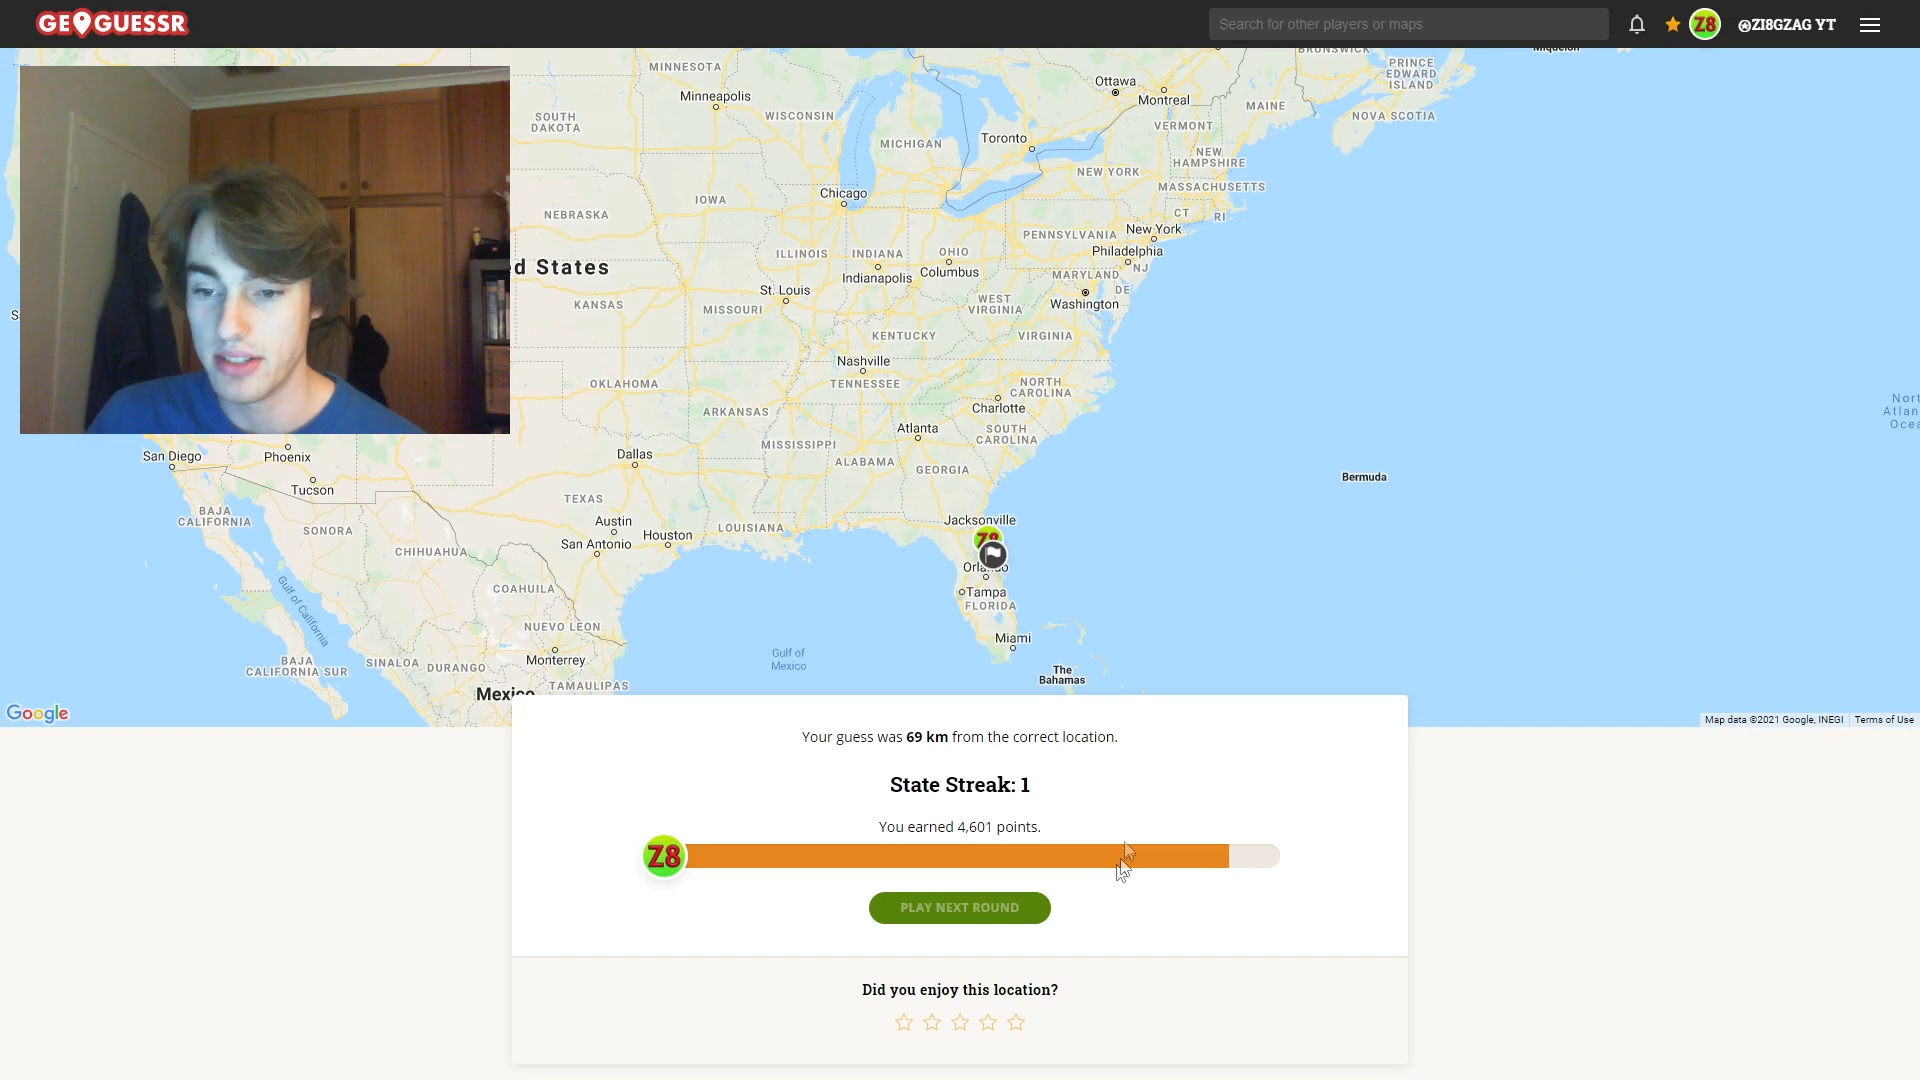 GEOGUESSR
Search for other players or maps
Z8
@ZI8GZAG YT
Miquelon
BRUNSWICK
PRINCE
EDWARD
ISLAND
NOVA SCOTIA
MAINE
Ottawa
Montreal
VERMONT
NEW
HAMPSHIRE
MASSACHUSETTS
CT
RI
Toronto
NEW YORK
MINNESOTA
Minneapolis
WISCONSIN
MICHIGAN
SOUTH
DAKOTA
Chicago
IOWA
NEBRASKA
PENNSYLVANIA
New York
Philadelphia
NJ
MARYLAND
DE
Washington
ILLINOIS
INDIANA
OHIO
Indianapolis
Columbus
d States
St. Louis
KANSAS
MISSOURI
WEST
VIRGINIA
KENTUCKY
VIRGINIA
Nashville
TENNESSEE
NORTH
CAROLINA
Charlotte
OKLAHOMA
ARKANSAS
Atlanta
SOUTH
CAROLINA
MISSISSIPPI
ALABAMA
GEORGIA
San Diego
Phoenix
Dallas
Tucson
TEXAS
BAJA
CALIFORNIA
SONORA
Austin
Houston
San Antonio
LOUISIANA
Jacksonville
Z8
CHIHUAHUA
Orlando
Tampa
FLORIDA
COAHUILA
Gulf of California
NUEVO LEON
Miami
Gulf of
Mexico
The
Bahamas
Bermuda
BAJA
CALIFORNIA SUR
SINALOA
DURANGO
Monterrey
TAMAULIPAS
Mexico
Google
Map data ©2021 Google, INEGI
Terms of Use
Your guess was 69 km from the correct location.
State Streak: 1
You earned 4,601 points.
Z8
PLAY NEXT ROUND
Did you enjoy this location?